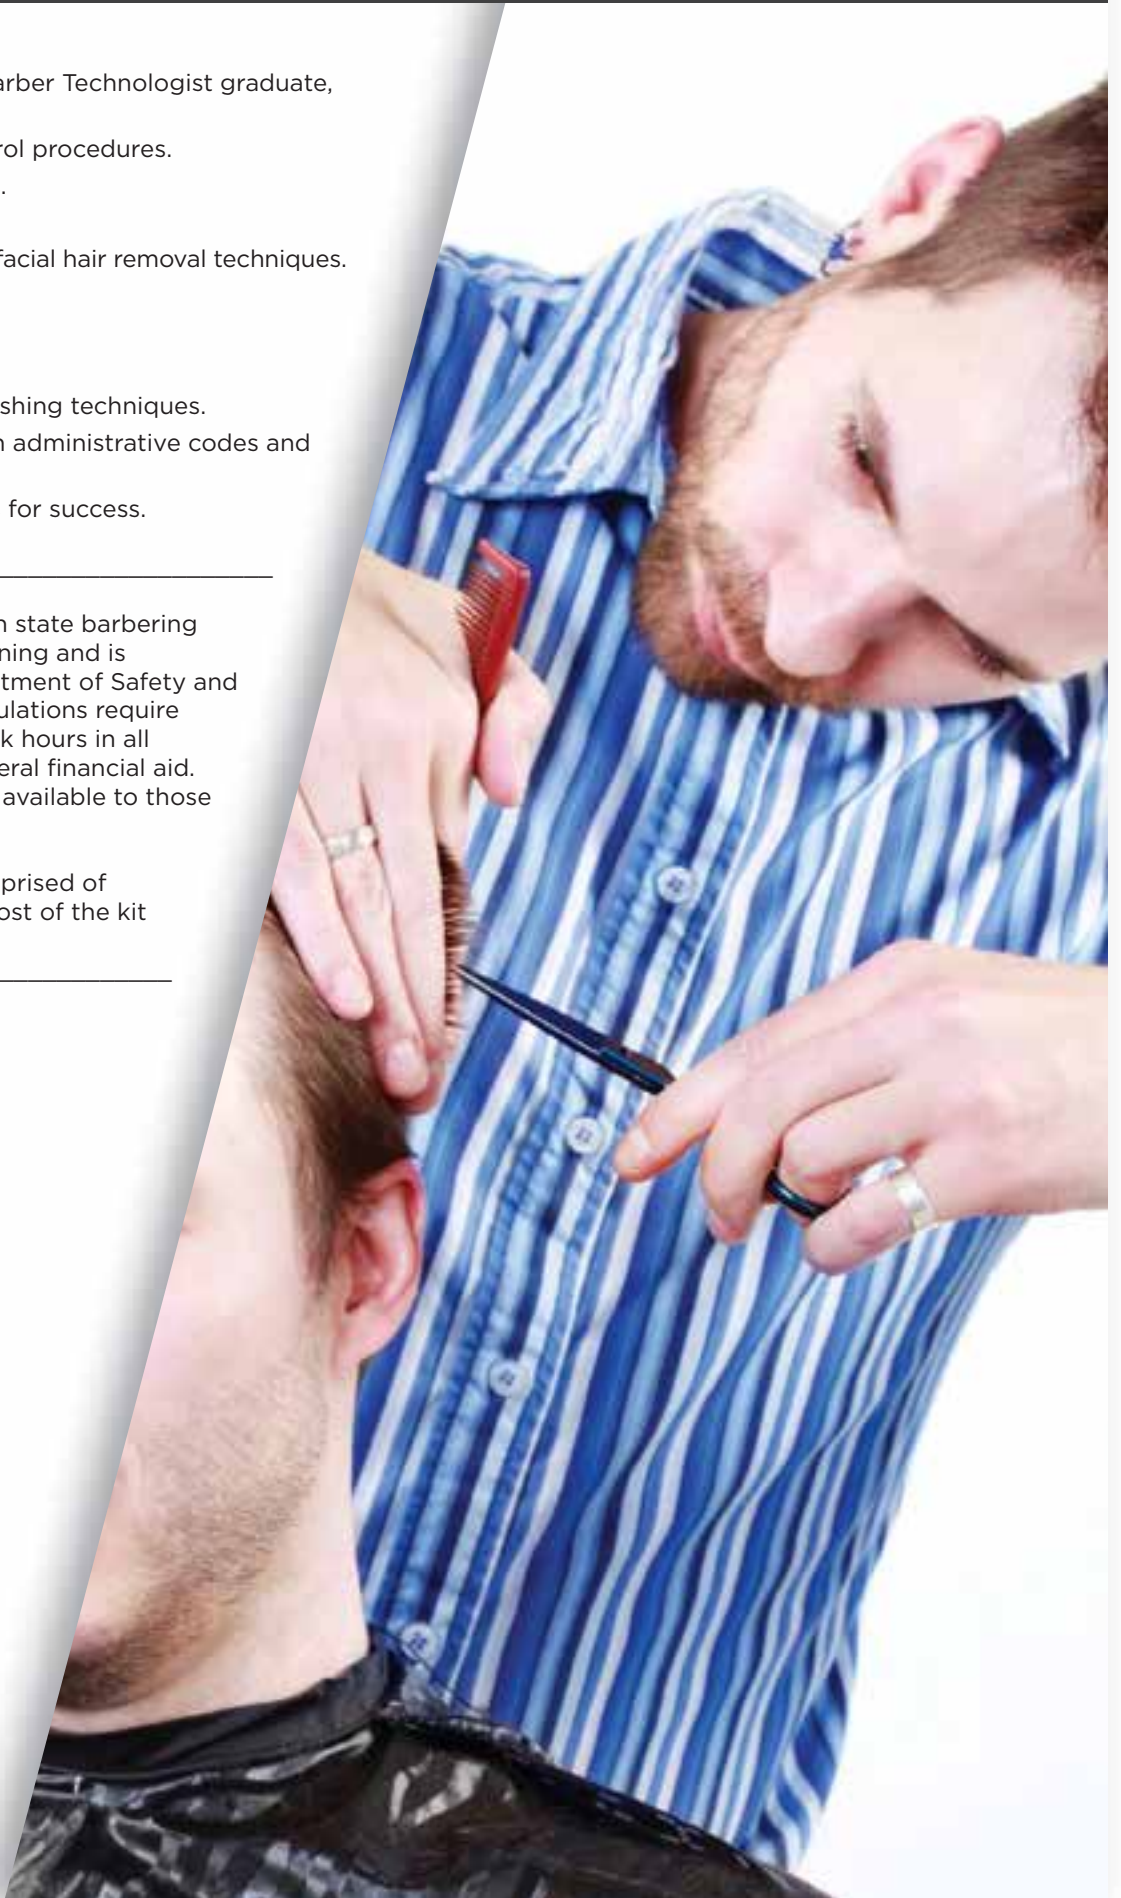 arber Technologist graduate,
rol procedures.
.
facial hair removal techniques.
shing techniques.
n administrative codes and
for success.
n state barbering
ning and is
tment of Safety and
ulations require
k hours in all
eral financial aid.
available to those
prised of
ost of the kit